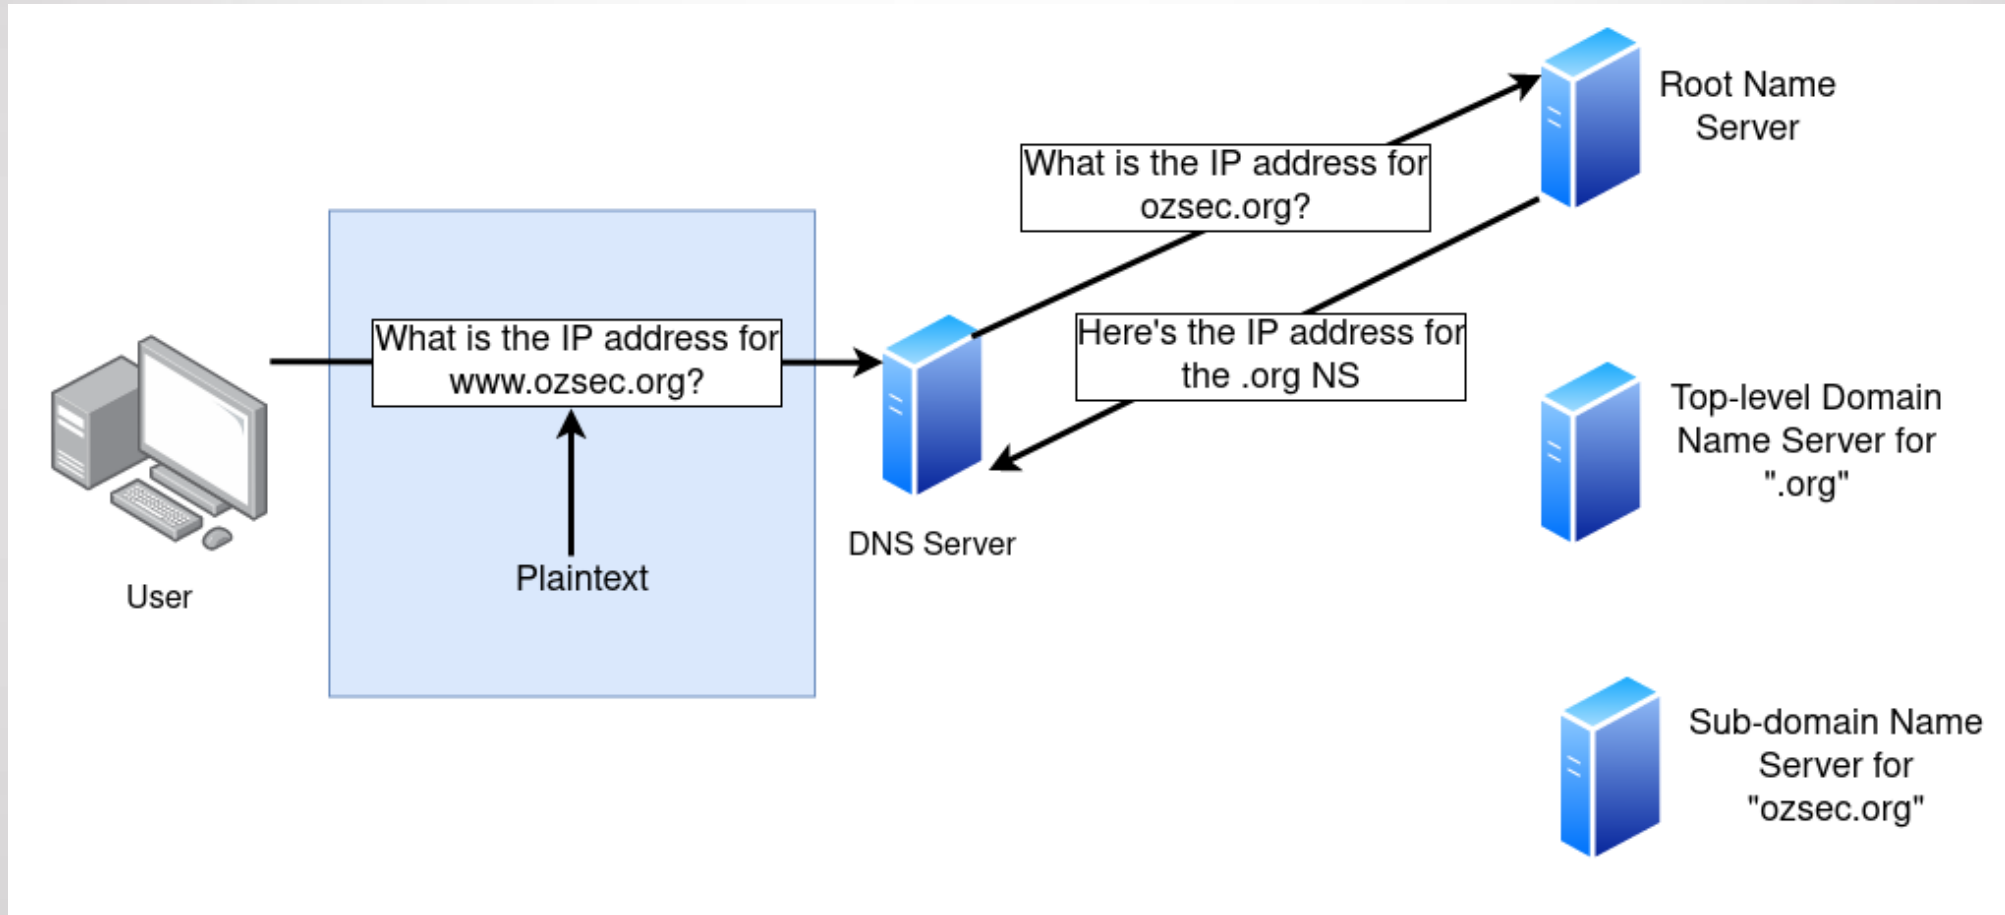 Root Name
Server
What is the IP address for
ozsec.org?
What is the IP address for
www.ozsec.org?
Here's the IP address for
the .org NS
Top-level Domain
Name Server for
".org"
DNS Server
Plaintext
User
Sub-domain Name
Server for
"ozsec.org"